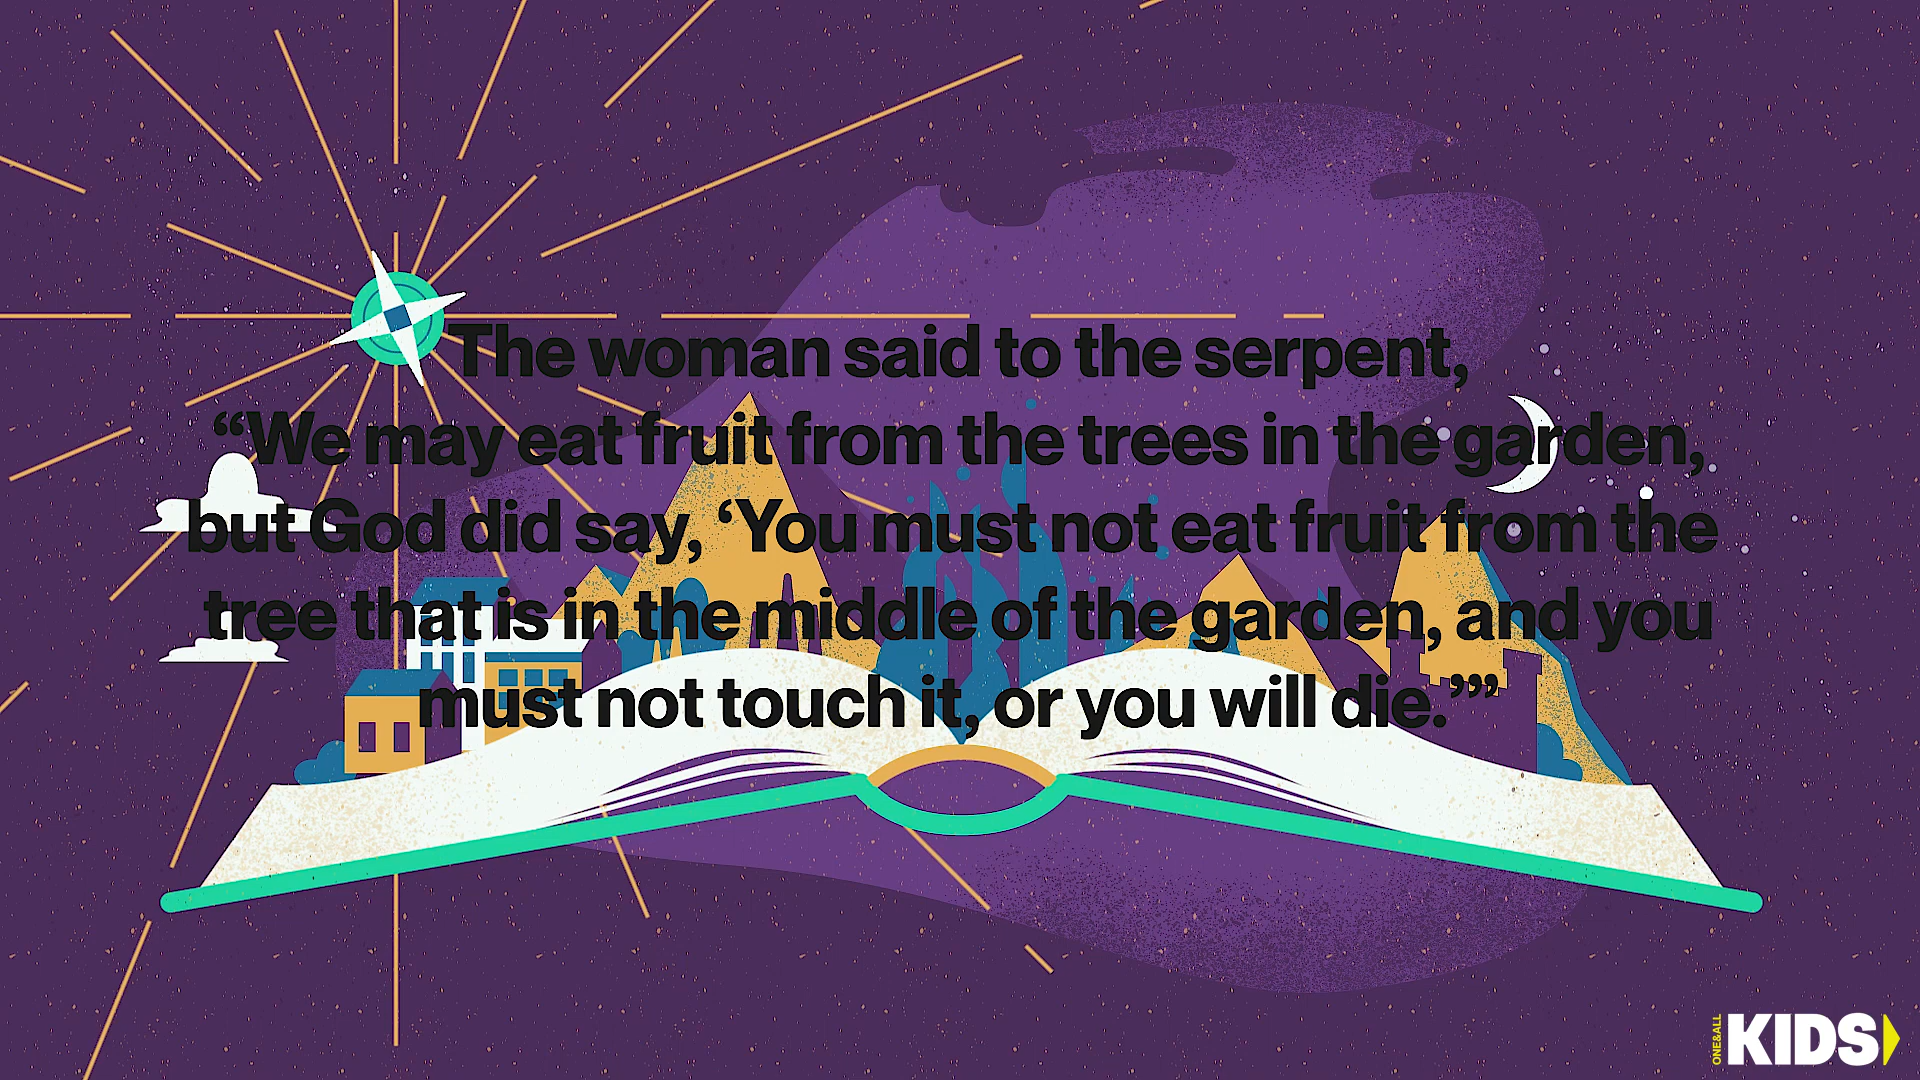 The woman said to the serpent,
“We may eat fruit from the trees in the garden,
but God did say, ‘You must not eat fruit from the
tree that is in the middle of the garden, and you
must not touch it, or you will die.’”
ONE&ALL
KIDS